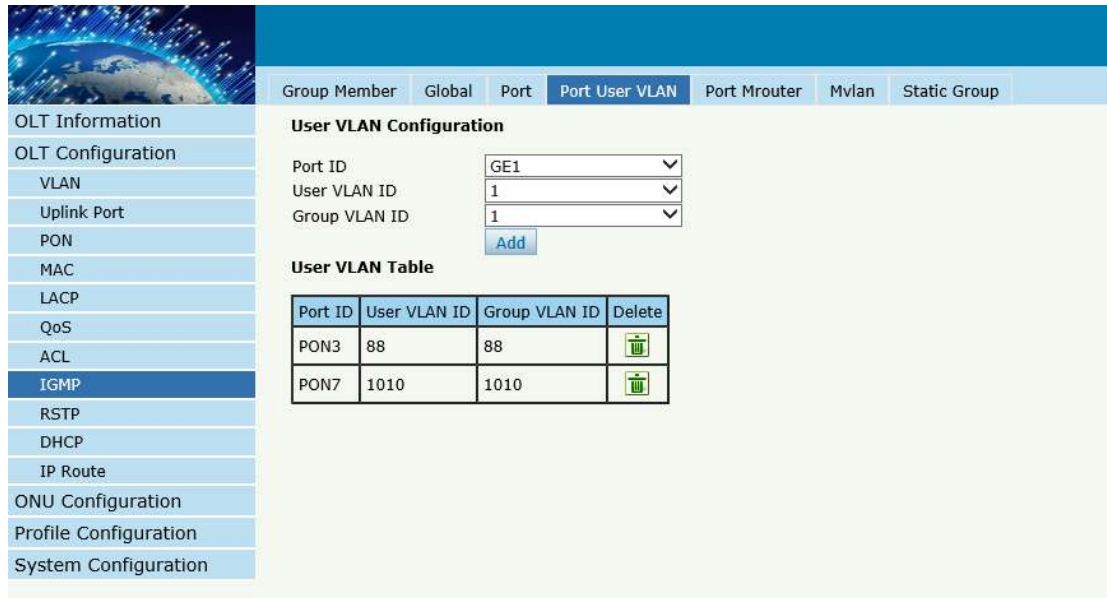 Group Member Global Port Port User VLAN Port Mrouter Mvlan Static Group
OLT Information
OLT Configuration
VLAN
Uplink Port
PON
MAC
LACP
QoS
ACL
IGMP
RSTP
DHCP
IP Route
ONU Configuration
Profile Configuration
System Configuration
User VLAN Configuration
Port ID GE1
User VLAN ID 1
Group VLAN ID 1
Add
User VLAN Table
Port ID User VLAN ID Group VLAN ID Delete
PON3 88 88
PON7 1010 1010